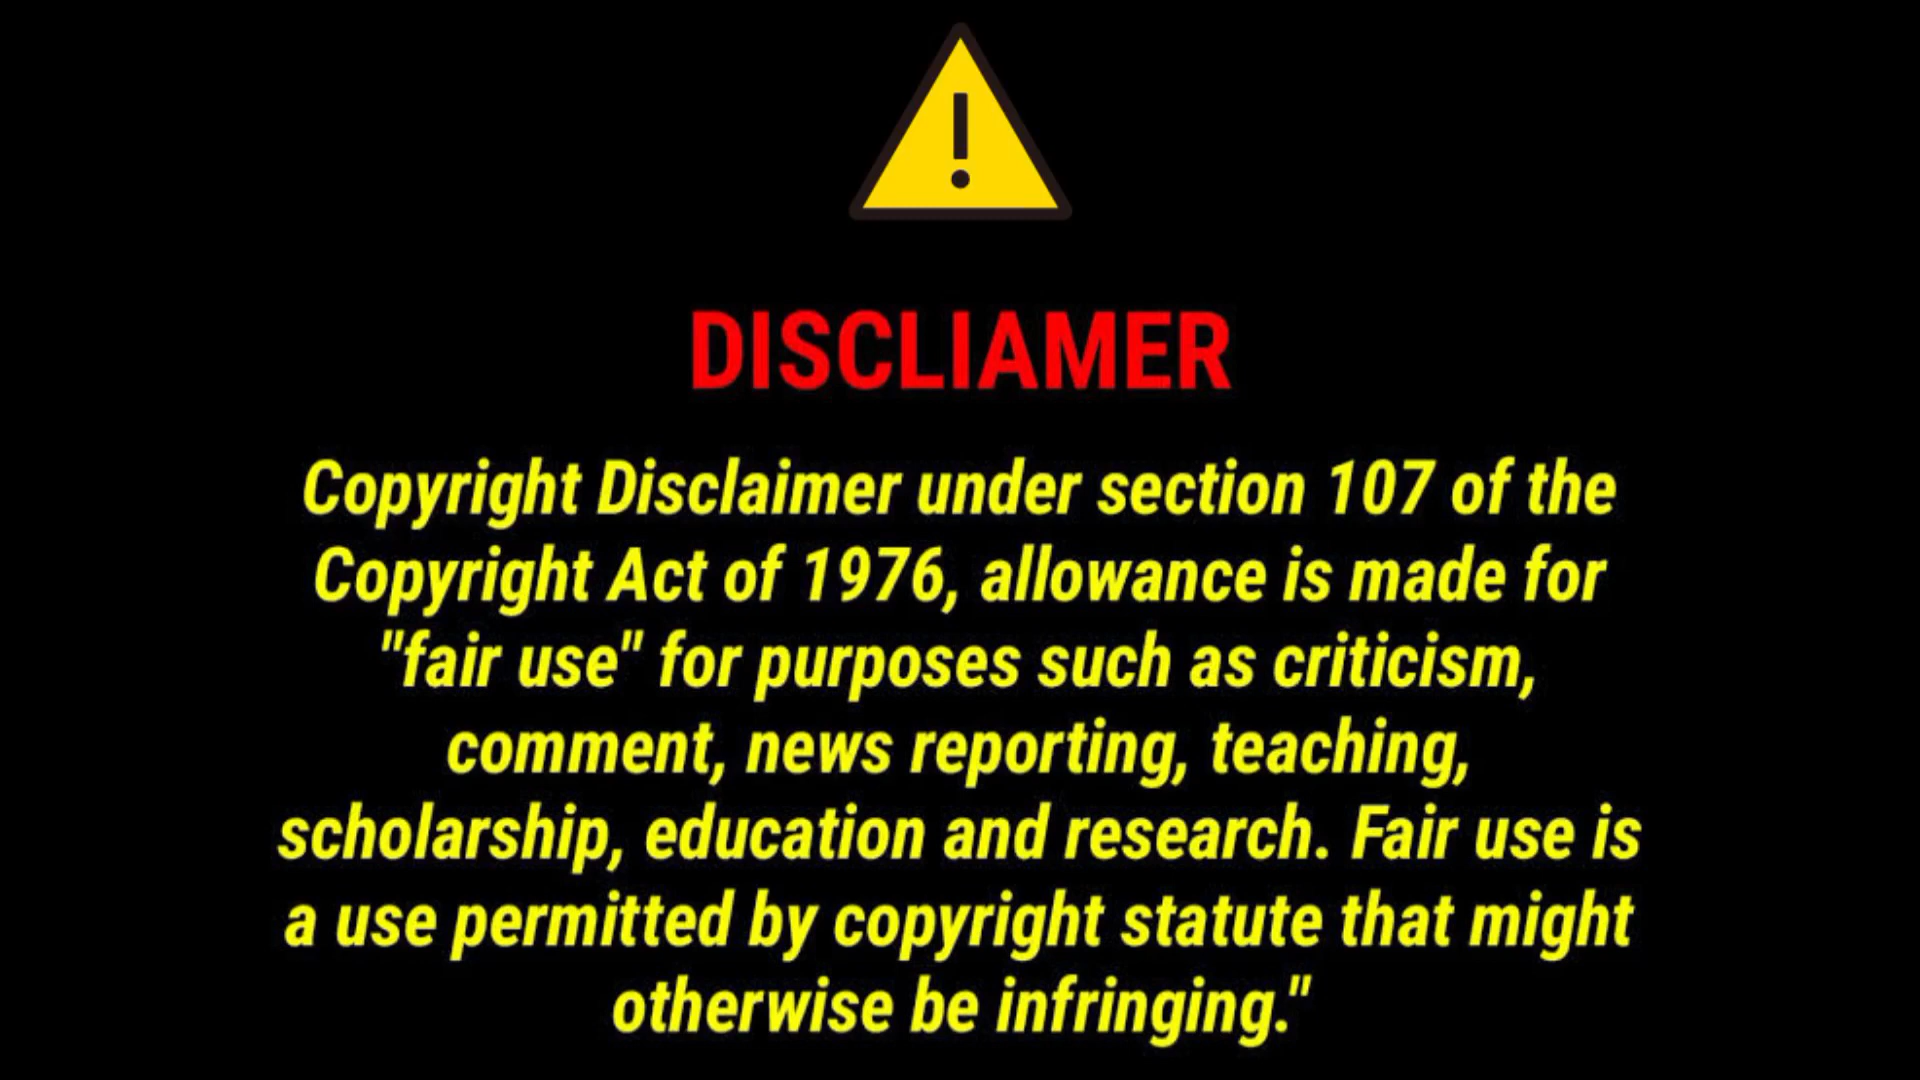 DISCLIAMER
Copyright Disclaimer under section 107 of the
Copyright Act of 1976, allowance is made for
"fair use" for purposes such as criticism,
comment, news reporting, teaching,
scholarship, education and research. Fair use is
a use permitted by copyright statute that might
otherwise be infringing."